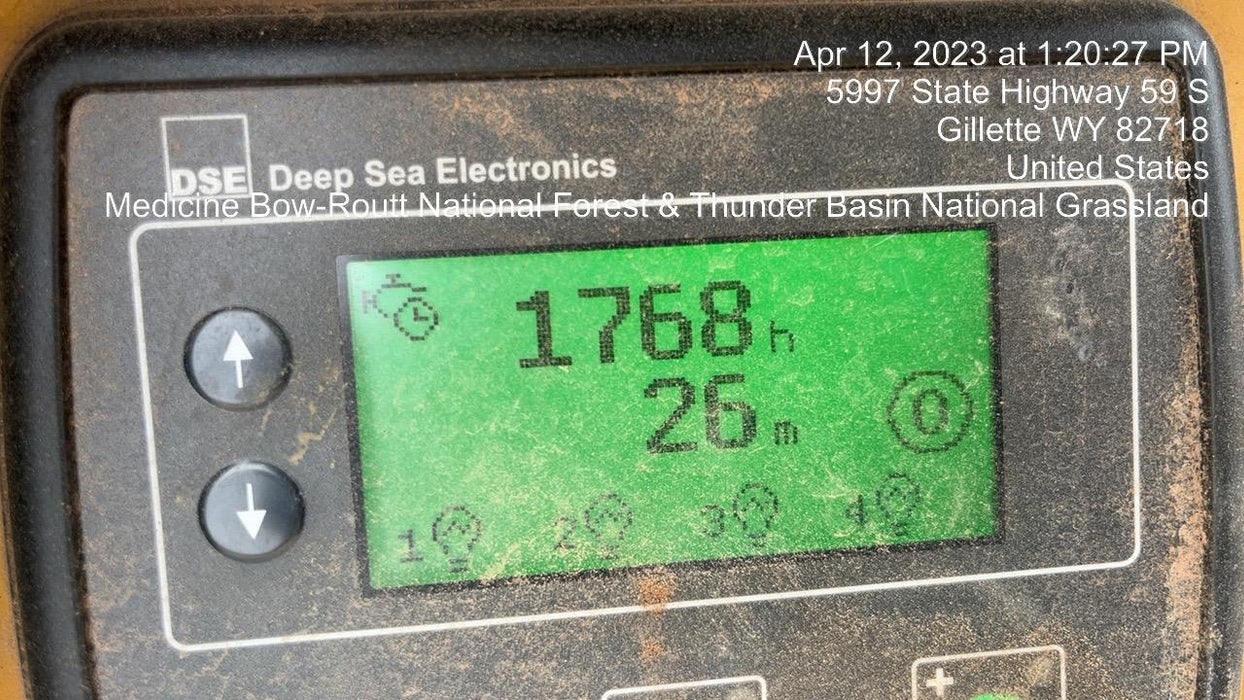 Apr 12, 2023 at 1:20:27 PM
5997 State Highway 59 S
Gillette WY 82718
United States
Medicine Bow-Routt National Forest & Thunder Basin National Grassland
DSE Deep Sea Electronics
H
1768 h
26 m
0
1 2 3 4
+